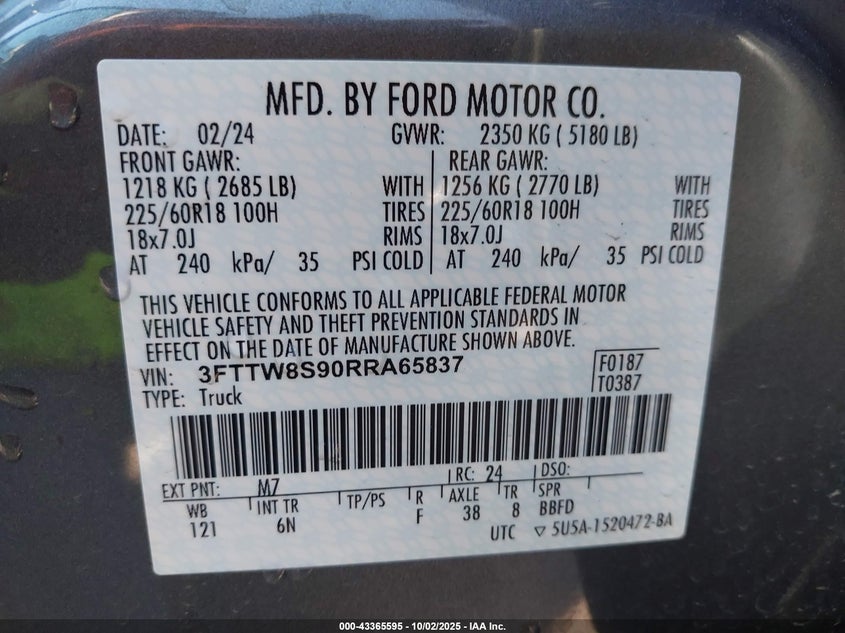 MFD. BY FORD MOTOR CO.
DATE: 02/24 GVWR: 2350 KG ( 5180 LB)
FRONT GAWR: REAR GAWR:
1218 KG ( 2685 LB) WITH 1256 KG ( 2770 LB) WITH
225/60R18 100H TIRES 225/60R18 100H TIRES
18x7.0J RIMS 18x7.0J RIMS
AT 240 kPa/ 35 PSI COLD AT 240 kPa/ 35 PSI COLD
THIS VEHICLE CONFORMS TO ALL APPLICABLE FEDERAL MOTOR
VEHICLE SAFETY AND THEFT PREVENTION STANDARDS IN
EFFECT ON THE DATE OF MANUFACTURE SHOWN ABOVE.
VIN: 3FTTW8S90RRA65837 F0187
TYPE: Truck T0387
EXT PNT: M7 RC: 24 DSO:
WB INT TR TP/PS R AXLE TR SPR
121 6N F 38 8 BBFD
UTC ▽ 5U5A-1520472-BA
000-43365595 - 10/02/2025 - IAA Inc.